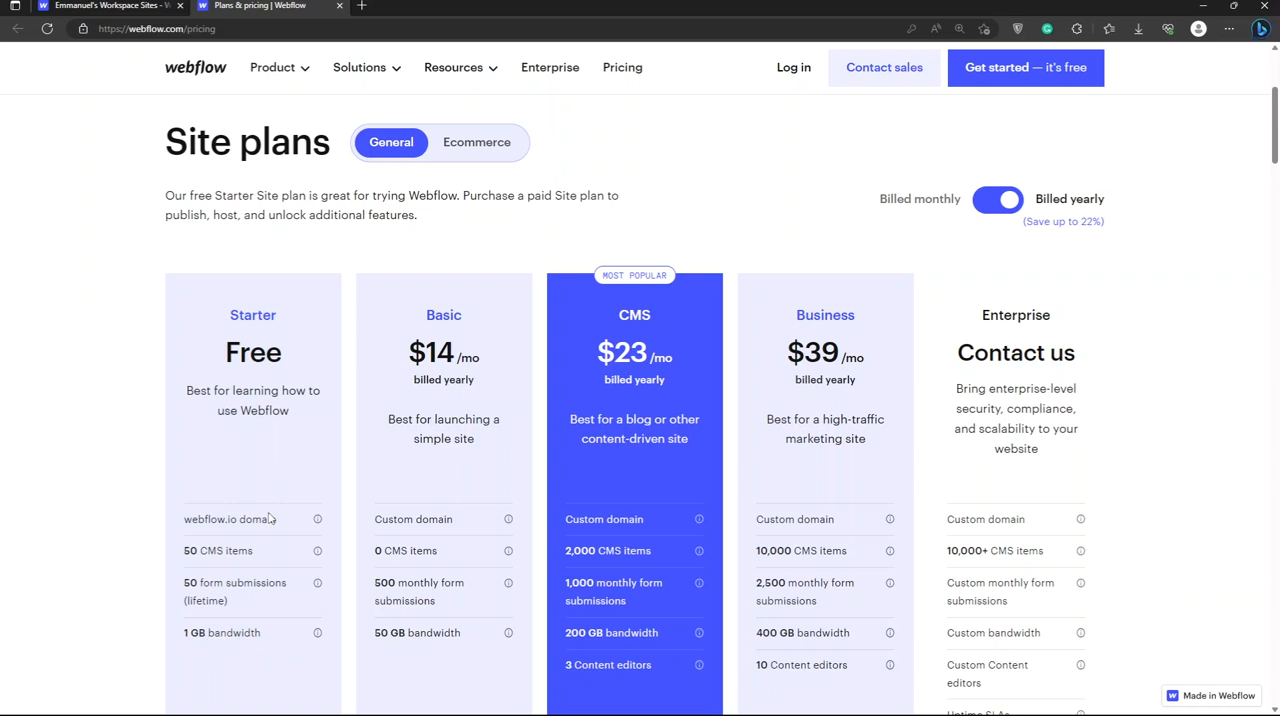 Emmanuel's Workspace Sites - W
Plans & pricing | Webflow
https://webflow.com/pricing
webflow
Product
Solutions
Resources
Enterprise
Pricing
Log in
Contact sales
Get started — it's free
Site plans
General
Ecommerce
Our free Starter Site plan is great for trying Webflow. Purchase a paid Site plan to
publish, host, and unlock additional features.
Billed monthly
Billed yearly
(Save up to 22%)
Starter
Free
Best for learning how to
use Webflow
webflow.io domain
50 CMS items
50 form submissions
(lifetime)
1 GB bandwidth
Basic
$14 /mo
billed yearly
Best for launching a
simple site
Custom domain
0 CMS items
500 monthly form
submissions
50 GB bandwidth
MOST POPULAR
CMS
$23 /mo
billed yearly
Best for a blog or other
content-driven site
Custom domain
2,000 CMS items
1,000 monthly form
submissions
200 GB bandwidth
3 Content editors
Business
$39 /mo
billed yearly
Best for a high-traffic
marketing site
Custom domain
10,000 CMS items
2,500 monthly form
submissions
400 GB bandwidth
10 Content editors
Enterprise
Contact us
Bring enterprise-level
security, compliance,
and scalability to your
website
Custom domain
10,000+ CMS items
Custom monthly form
submissions
Custom bandwidth
Custom Content
editors
Uptime SLAs
Made in Webflow